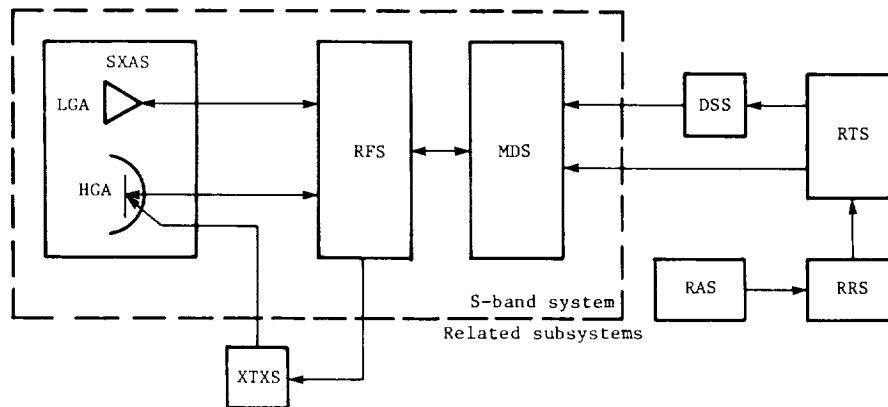 SXAS
LGA
HGA
RFS
MDS
DSS
RTS
RAS
RRS
S-band system
Related subsystems
XTXS